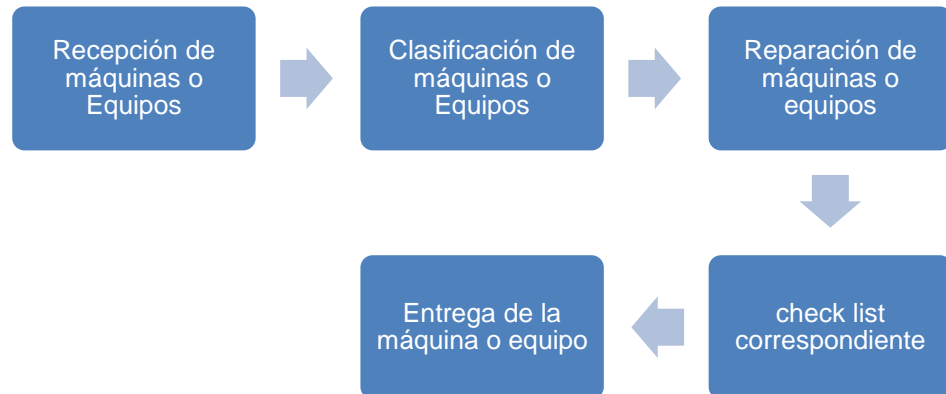 Recepción de
máquinas o
Equipos
Clasificación de
máquinas o
Equipos
Reparación de
máquinas o
equipos
check list
correspondiente
Entrega de la
máquina o equipo